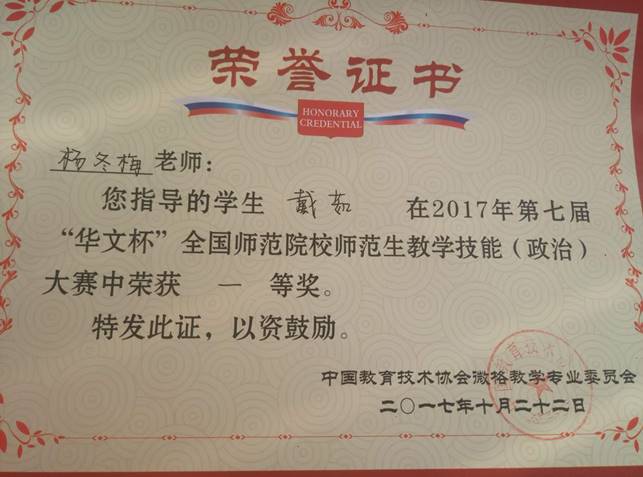 荣誉证书
HONORARY
CREDENTIAL
杨冬梅老师:
您指导的学生 戴茹 在2017年第七届
“华文杯”全国师范院校师范生教学技能(政治)
大赛中荣获 一 等奖。
特发此证,以资鼓励。
中国教育技术协会微格教学专业委员会
二〇一七年十月二十二日